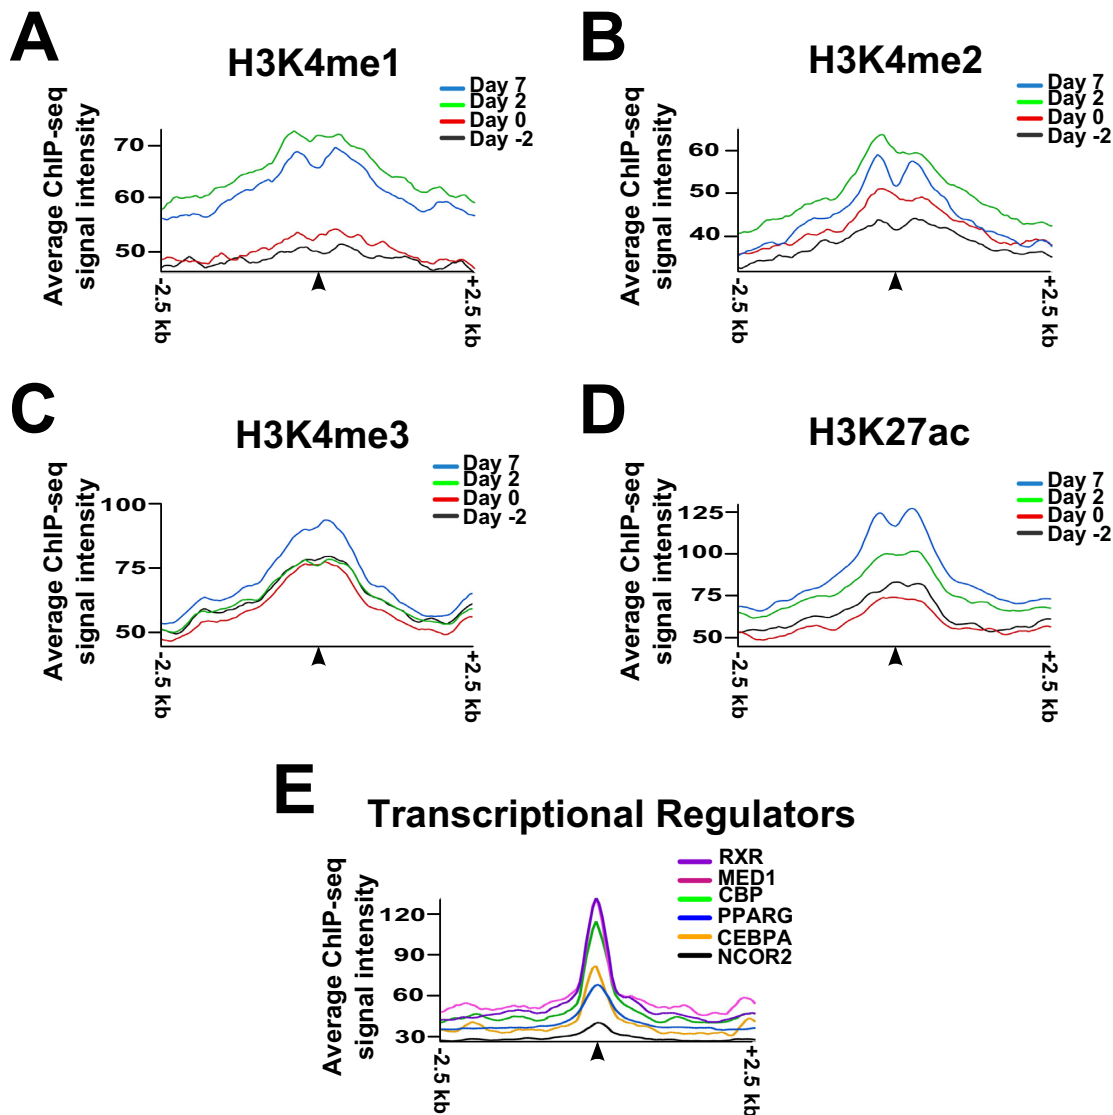 A
H3K4me1
Average ChIP-seq
signal intensity
Day 7
Day 2
Day 0
Day -2
70
60
50
-2.5 kb
+2.5 kb
B
H3K4me2
Average ChIP-seq
signal intensity
Day 7
Day 2
Day 0
Day -2
60
50
40
-2.5 kb
+2.5 kb
C
H3K4me3
Average ChIP-seq
signal intensity
Day 7
Day 2
Day 0
Day -2
100
75
50
-2.5 kb
+2.5 kb
D
H3K27ac
Average ChIP-seq
signal intensity
Day 7
Day 2
Day 0
Day -2
125
100
75
50
-2.5 kb
+2.5 kb
E
Transcriptional Regulators
Average ChIP-seq
signal intensity
RXR
MED1
CBP
PPARG
CEBPA
NCOR2
120
90
60
30
-2.5 kb
+2.5 kb